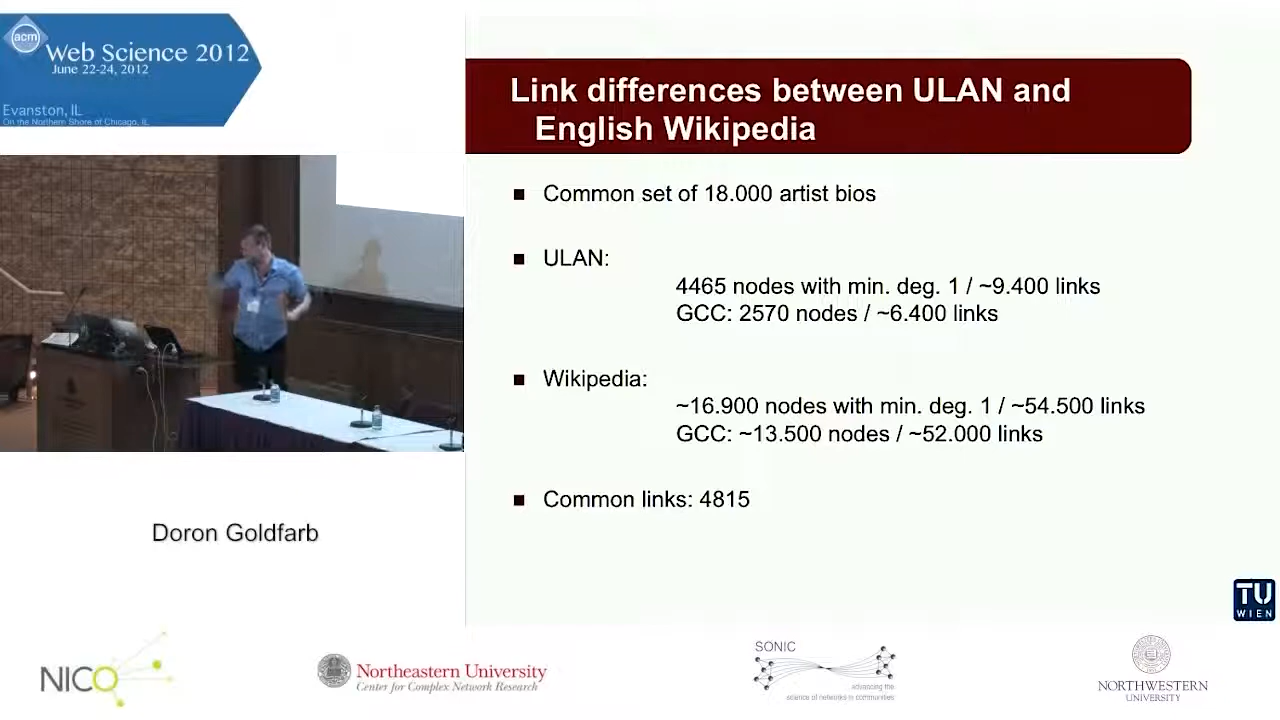 acm
Web Science 2012
June 22-24, 2012
Evanston, IL
On the Northern Shore of Chicago, IL
Link differences between ULAN and
English Wikipedia
Common set of 18.000 artist bios
ULAN:
4465 nodes with min. deg. 1 / ~9.400 links
GCC: 2570 nodes / ~6.400 links
Wikipedia:
~16.900 nodes with min. deg. 1 / ~54.500 links
GCC: ~13.500 nodes / ~52.000 links
Common links: 4815
Doron Goldfarb
TU
WIEN
NICO
Northeastern University
Center for Complex Network Research
SONIC
advancing the
science of networks in communities
NORTHWESTERN
UNIVERSITY